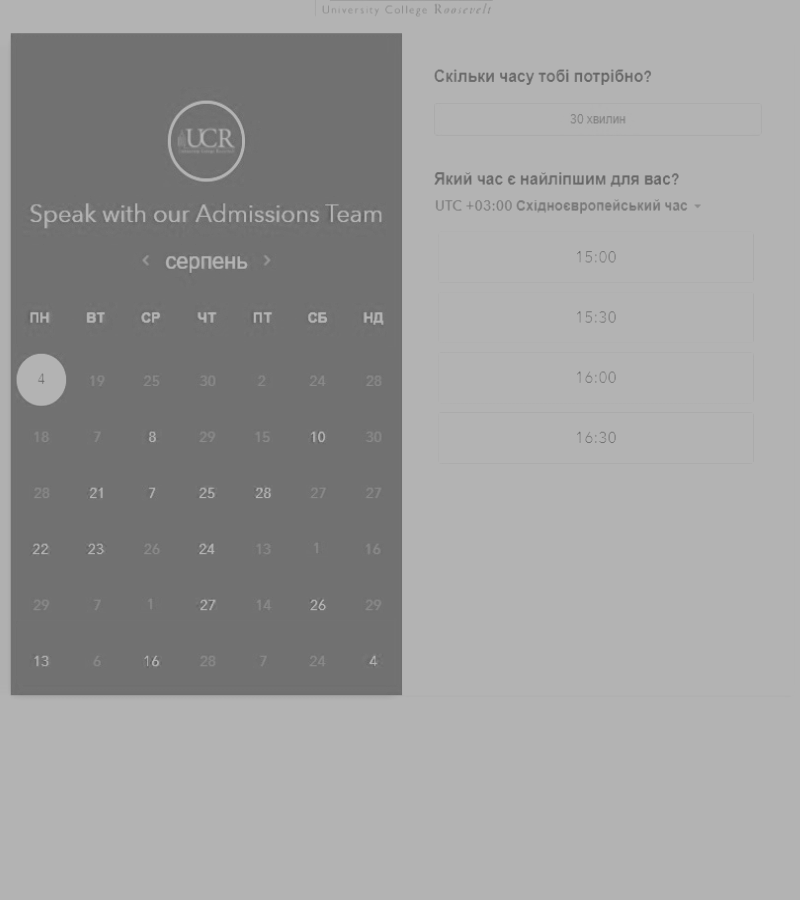 University College Roosevelt
UCR
Speak with our Admissions Team
серпень
ПН ВТ СР ЧТ ПТ СБ НД
4 19 25 30 2 24 28
18 7 8 29 15 10 30
28 21 7 25 28 27 27
22 23 26 24 13 1 16
29 7 1 27 14 26 29
13 6 16 28 7 24 4
Скільки часу тобі потрібно?
30 хвилин
Який час є найліпшим для вас?
UTC +03:00 Східноєвропейський час
15:00
15:30
16:00
16:30